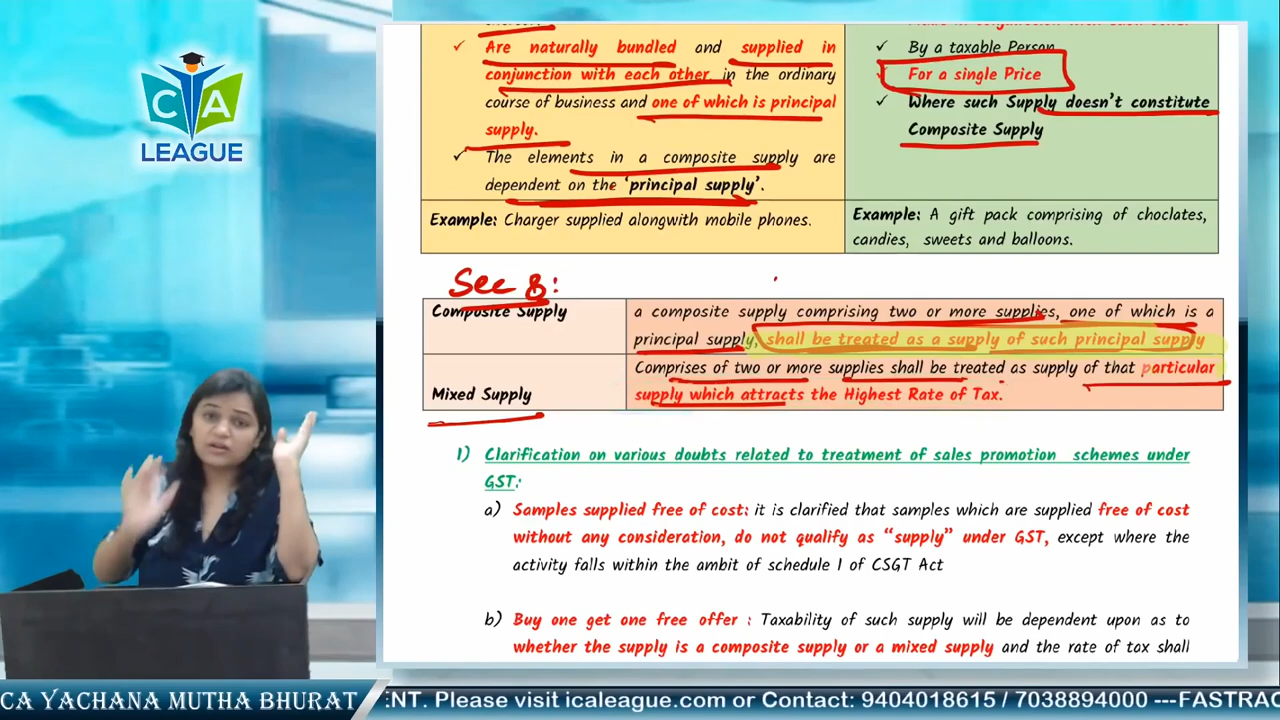 Are naturally bundled and supplied in
conjunction with each other in the ordinary
course of business and one of which is principal
supply.
The elements in a composite supply are
dependent on the 'principal supply'.
By a taxable Person
For a single Price
Where such Supply doesn't constitute
Composite Supply
Example: Charger supplied alongwith mobile phones.
Example: A gift pack comprising of choclates,
candies, sweets and balloons.
Sec 8:
Composite Supply
a composite supply comprising two or more supplies, one of which is a
principal supply, shall be treated as a supply of such principal supply
Mixed Supply
Comprises of two or more supplies shall be treated as supply of that particular
supply which attracts the Highest Rate of Tax.
1) Clarification on various doubts related to treatment of sales promotion schemes under
GST:
a) Samples supplied free of cost: it is clarified that samples which are supplied free of cost
without any consideration, do not qualify as "supply" under GST, except where the
activity falls within the ambit of schedule I of CSGT Act
b) Buy one get one free offer : Taxability of such supply will be dependent upon as to
whether the supply is a composite supply or a mixed supply and the rate of tax shall
CA
LEAGUE
CA YACHANA MUTHA BHURAT
ENT. Please visit icaleague.com or Contact: 9404018615 / 7038894000 ---FASTRAC